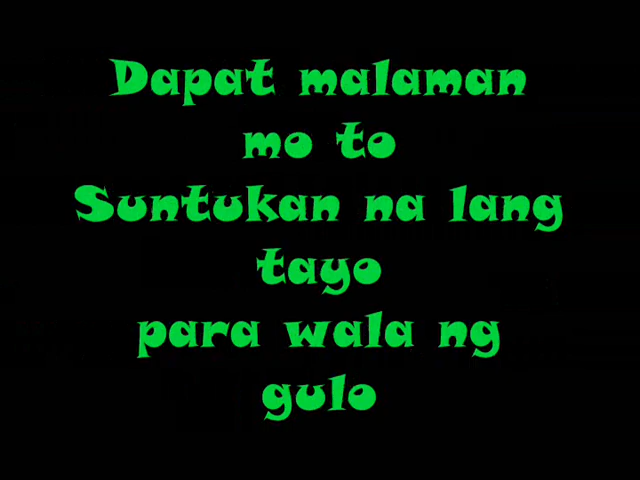 Dapat malaman
mo to
Suntukan na lang
tayo
para wala ng
gulo